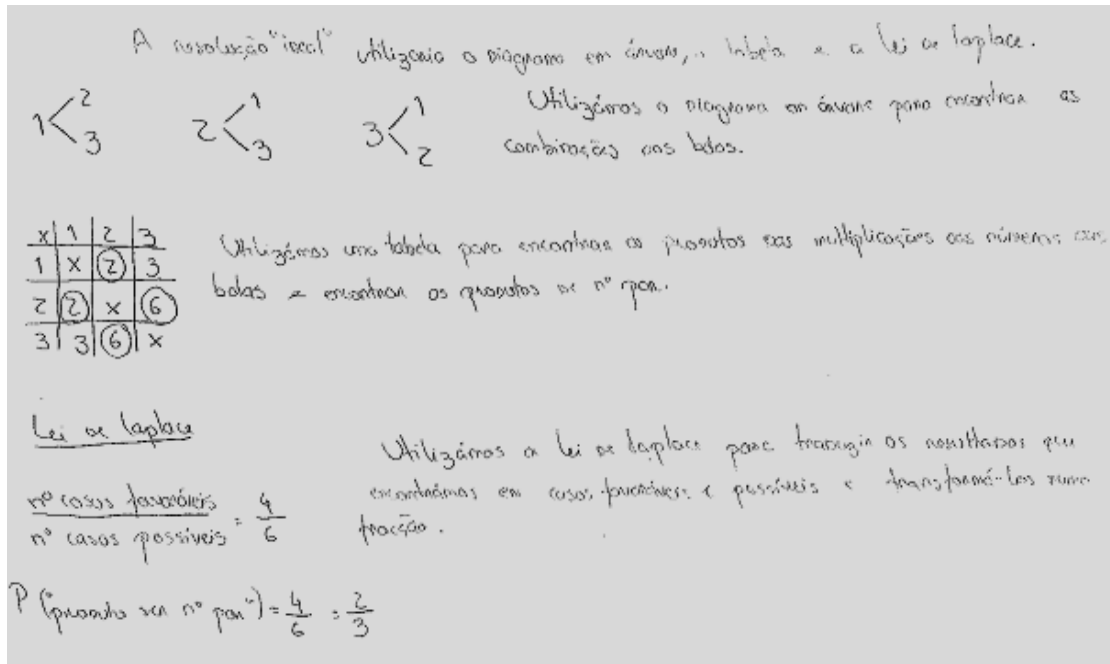 A resolução "ideal" utilizaria o diagrama em árvore, a tabela e a lei de laplace.
1 < 2 3
2 < 1 3
3 < 1 2
Utilizámos o diagrama em árvore para encontrar as
combinações das bolas.
x | 1 | 2 | 3
1 | x | 2 | 3
2 | 2 | x | 6
3 | 3 | 6 | x
Utilizámos uma tabela para encontrar os produtos das multiplicações dos números das
bolas e encontrar os produtos de nº par.
Lei de laplace
nº casos favoráveis / nº casos possíveis = 4/6
Utilizámos a lei de laplace para os resultados que
encontrámos em casos favoráveis e possíveis e transformá-los numa
fracção.
P ("produto ser nº par") = 4/6 = 2/3